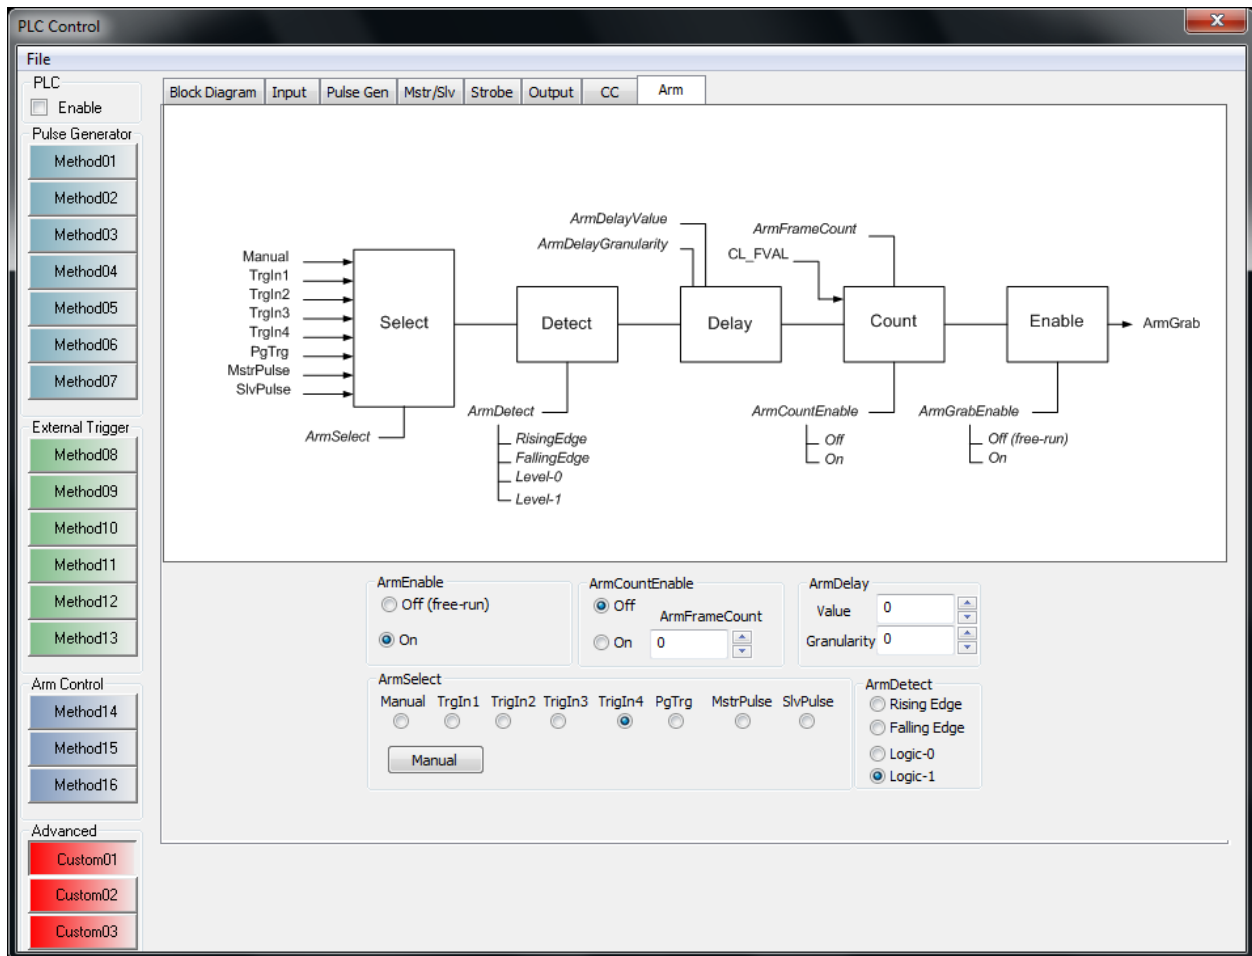 PLC Control
File
PLC
Enable
Pulse Generator
Method01
Method02
Method03
Method04
Method05
Method06
Method07
External Trigger
Method08
Method09
Method10
Method11
Method12
Method13
Arm Control
Method14
Method15
Method16
Advanced
Custom01
Custom02
Custom03
Block Diagram Input Pulse Gen Mstr/Slv Strobe Output CC Arm
Manual
TrgIn1
TrgIn2
TrgIn3
TrgIn4
PgTrg
MstrPulse
SlvPulse
Select
ArmSelect
Detect
ArmDetect
RisingEdge
FallingEdge
Level-0
Level-1
ArmDelayValue
ArmDelayGranularity
Delay
ArmFrameCount
CL_FVAL
Count
ArmCountEnable
Off
On
Enable
ArmGrabEnable
Off (free-run)
On
ArmGrab
ArmEnable
Off (free-run)
On
ArmCountEnable
Off
ArmFrameCount
On 0
ArmDelay
Value 0
Granularity 0
ArmSelect
Manual TrgIn1 TrigIn2 TrigIn3 TrigIn4 PgTrg MstrPulse SlvPulse
Manual
ArmDetect
Rising Edge
Falling Edge
Logic-0
Logic-1